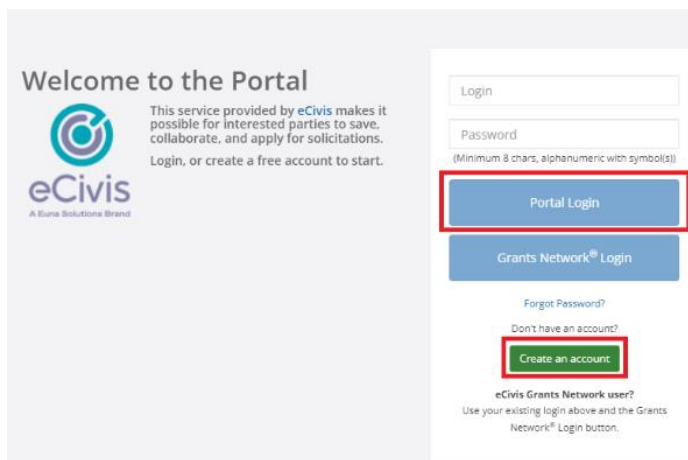 Welcome to the Portal
This service provided by eCivis makes it
possible for interested parties to save,
collaborate, and apply for solicitations.
Login, or create a free account to start.
eCivis
A Euna Solutions Brand
Login
Password
(Minimum 8 chars, alphanumeric with symbol(s))
Portal Login
Grants Network® Login
Forgot Password?
Don't have an account?
Create an account
eCivis Grants Network user?
Use your existing login above and the Grants
Network® Login button.